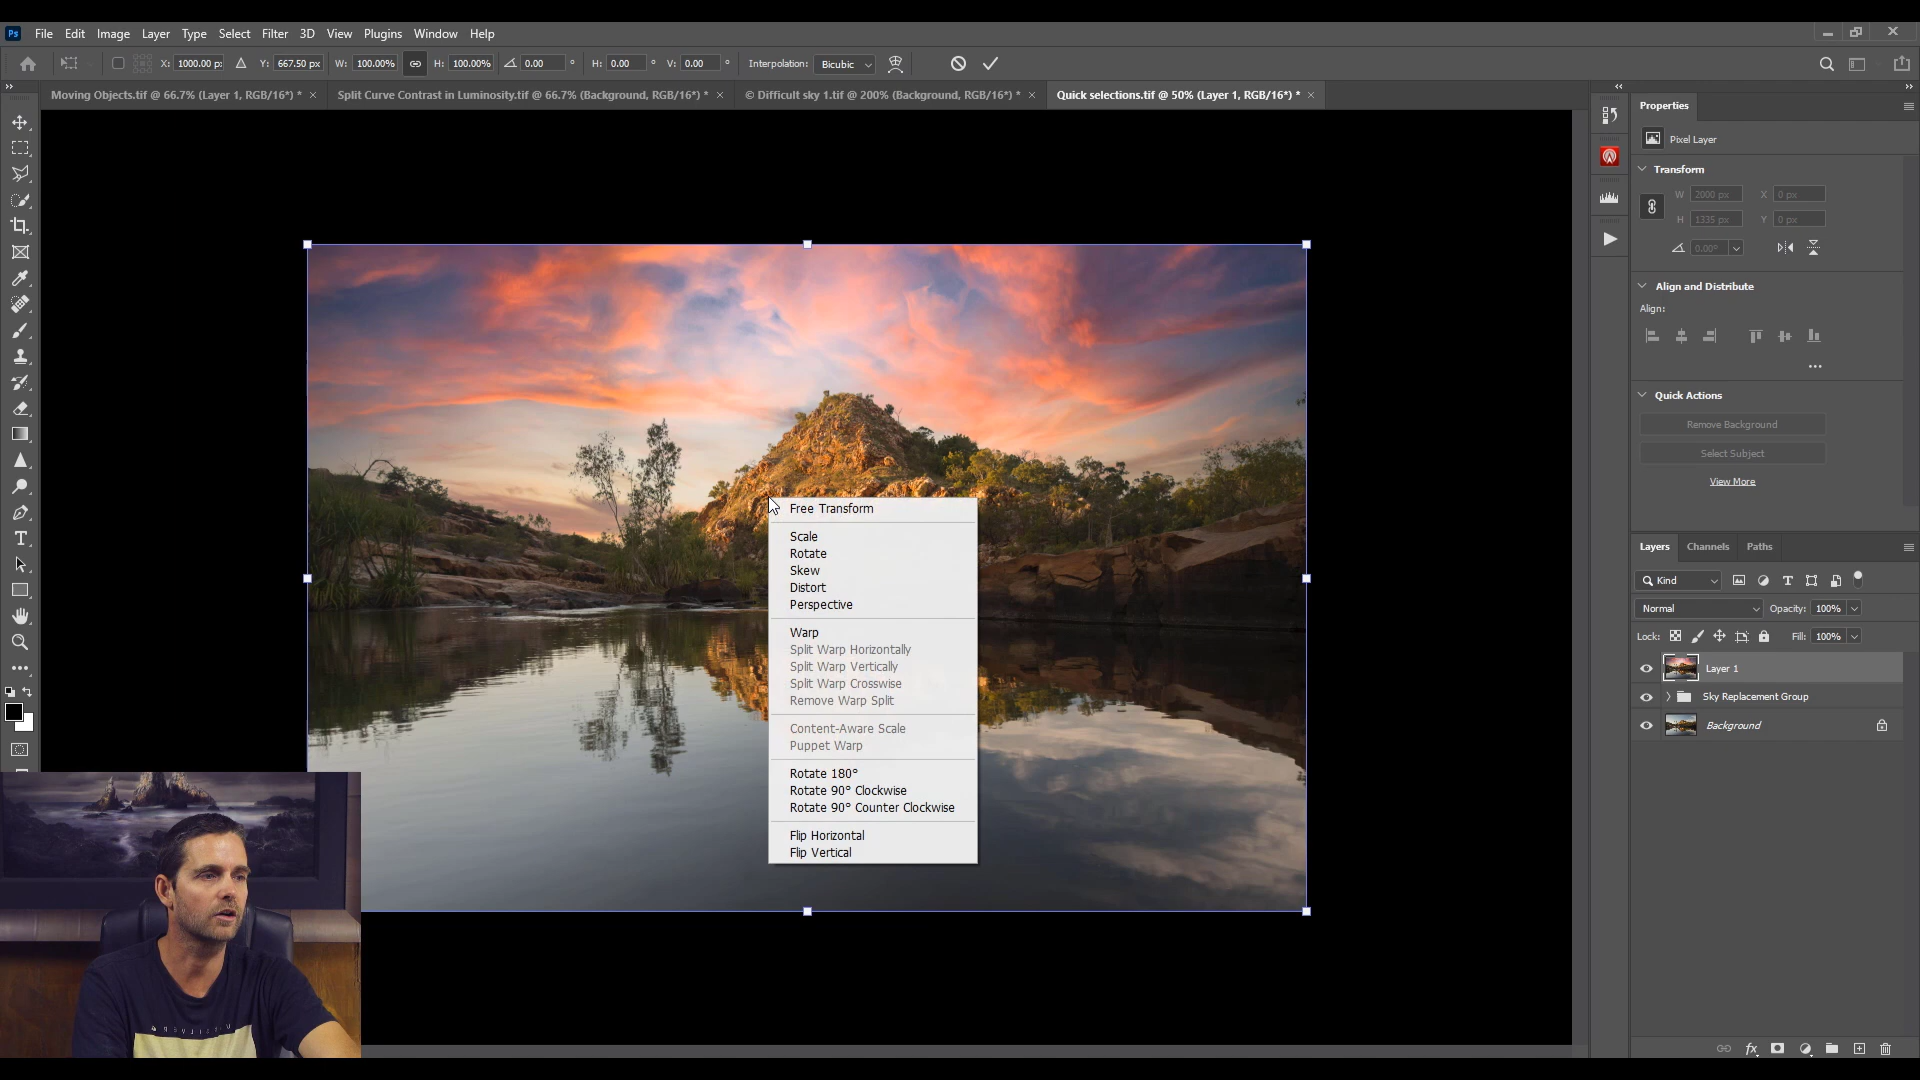 Ps File Edit Image Layer Type Select Filter 3D View Plugins Window Help
X: 1000.00 p Y: 667.50 px W: 100.00% H: 100.00% 0.00 ° H: 0.00 ° V: 0.00 ° Interpolation: Bicubic
Moving Objects.tif @ 66.7% (Layer 1, RGB/16*) * × Split Curve Contrast in Luminosity.tif @ 66.7% (Background, RGB/16*) * × © Difficult sky 1.tif @ 200% (Background, RGB/16*) * × Quick selections.tif @ 50% (Layer 1, RGB/16*) * ×
Properties
Pixel Layer
Transform
W 2000 px X 0 px
H 1335 px Y 0 px
0.00°
Align and Distribute
Align:
Quick Actions
Remove Background
Select Subject
View More
Free Transform
Scale
Rotate
Skew
Distort
Perspective
Warp
Split Warp Horizontally
Split Warp Vertically
Split Warp Crosswise
Remove Warp Split
Content-Aware Scale
Puppet Warp
Rotate 180°
Rotate 90° Clockwise
Rotate 90° Counter Clockwise
Flip Horizontal
Flip Vertical
Layers Channels Paths
Kind
Normal Opacity: 100%
Lock: Fill: 100%
Layer 1
Sky Replacement Group
Background
fx